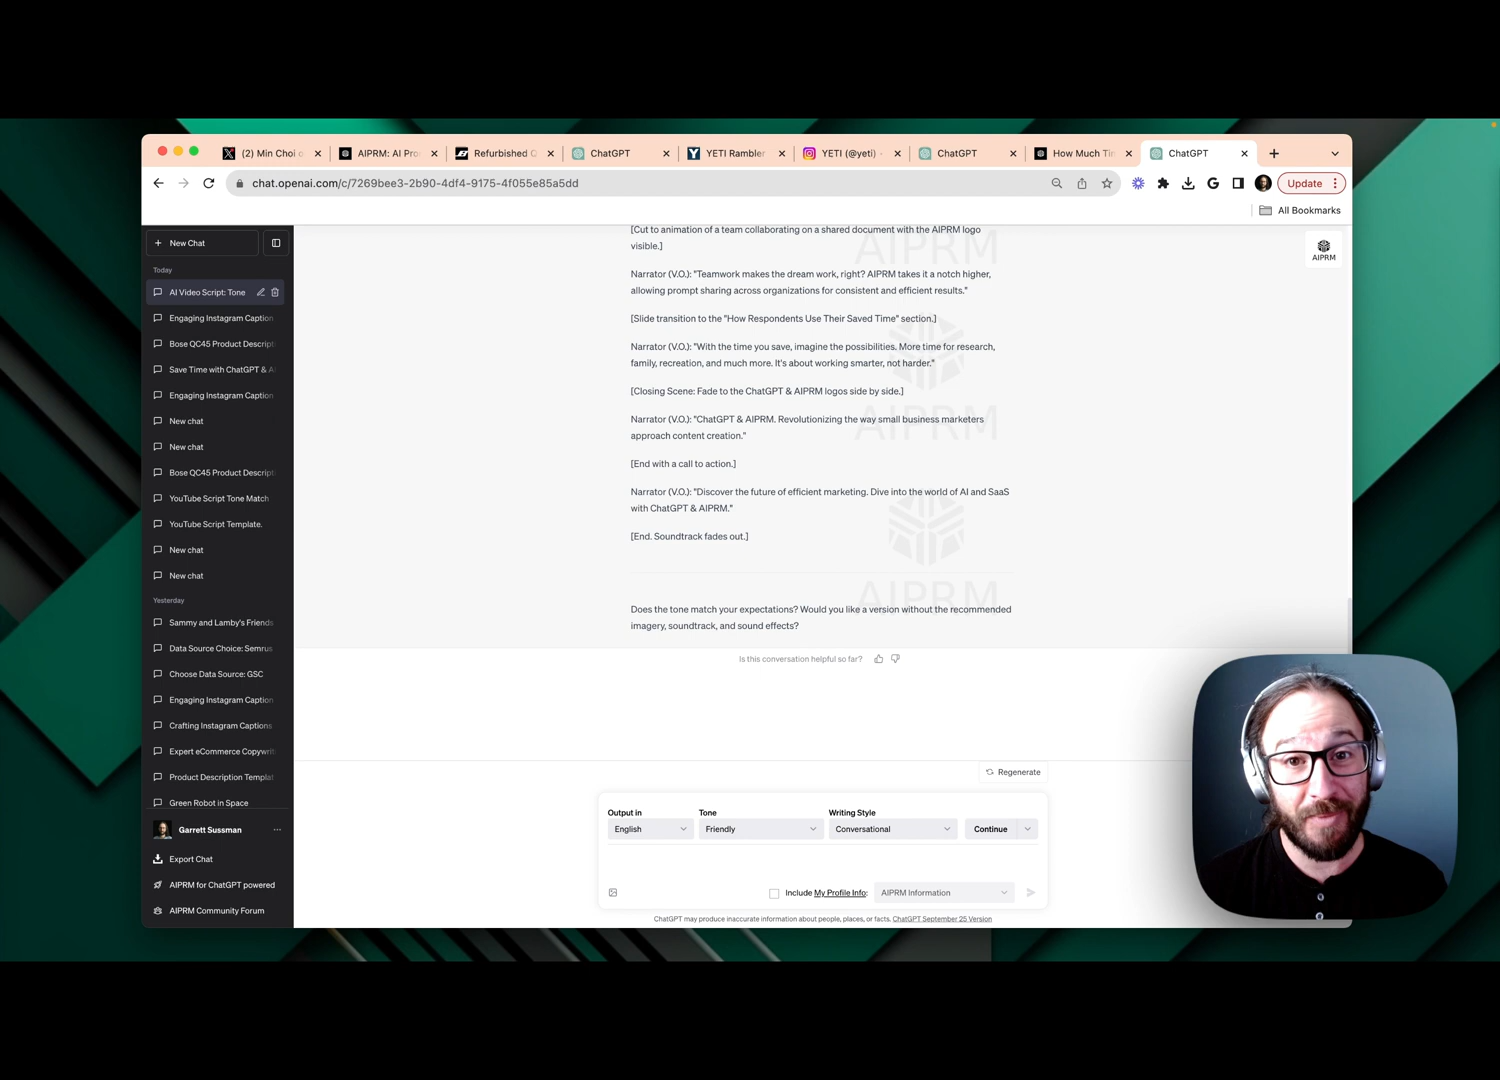 (2) Min Choi o
AIPRM: AI Pro
Refurbished Q
ChatGPT
YETI Rambler
YETI (@yeti) -
ChatGPT
How Much Tim
ChatGPT
chat.openai.com/c/7269bee3-2b90-4df4-9175-4f055e85a5dd
Update
All Bookmarks
New Chat
Today
AI Video Script: Tone
Engaging Instagram Caption
Bose QC45 Product Descripti
Save Time with ChatGPT & A
Engaging Instagram Caption
New chat
New chat
Bose QC45 Product Descripti
YouTube Script Tone Match
YouTube Script Template.
New chat
New chat
Yesterday
Sammy and Lamby's Friends
Data Source Choice: Semrus
Choose Data Source: GSC
Engaging Instagram Caption
Crafting Instagram Captions
Expert eCommerce Copywrit
Product Description Templat
Green Robot in Space
Garrett Sussman
Export Chat
AIPRM for ChatGPT powered
AIPRM Community Forum
AIPRM
[Cut to animation of a team collaborating on a shared document with the AIPRM logo
visible.]
AIPRM
Narrator (V.O.): "Teamwork makes the dream work, right? AIPRM takes it a notch higher,
allowing prompt sharing across organizations for consistent and efficient results."
[Slide transition to the "How Respondents Use Their Saved Time" section.]
Narrator (V.O.): "With the time you save, imagine the possibilities. More time for research,
family, recreation, and much more. It's about working smarter, not harder."
[Closing Scene: Fade to the ChatGPT & AIPRM logos side by side.]
AIPRM
Narrator (V.O.): "ChatGPT & AIPRM. Revolutionizing the way small business marketers
approach content creation."
[End with a call to action.]
Narrator (V.O.): "Discover the future of efficient marketing. Dive into the world of AI and SaaS
with ChatGPT & AIPRM."
[End. Soundtrack fades out.]
AIPRM
Does the tone match your expectations? Would you like a version without the recommended
imagery, soundtrack, and sound effects?
Is this conversation helpful so far?
Regenerate
Output in
Tone
Writing Style
English
Friendly
Conversational
Continue
Include My Profile Info:
AIPRM Information
ChatGPT may produce inaccurate information about people, places, or facts. ChatGPT September 25 Version